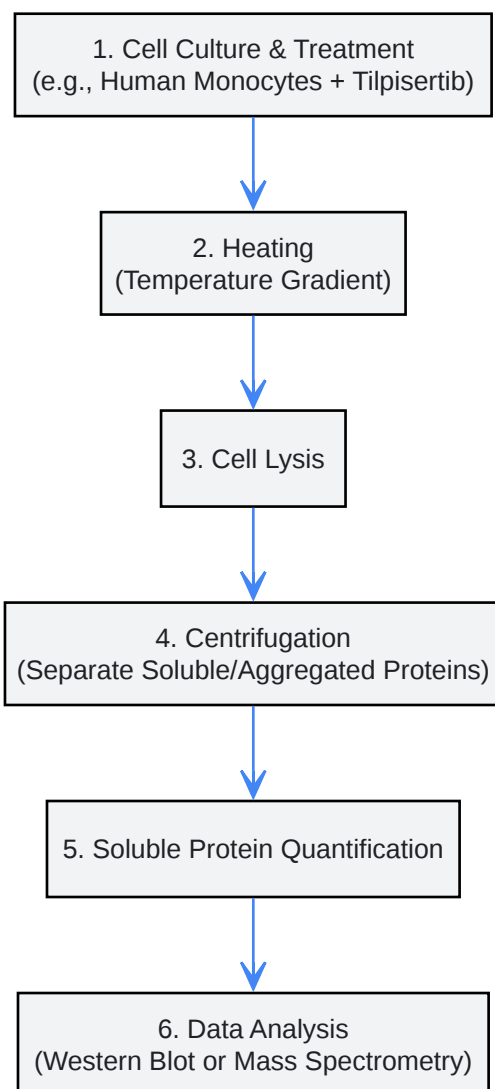 1. Cell Culture & Treatment
(e.g., Human Monocytes + Tilpisertib)
2. Heating
(Temperature Gradient)
3. Cell Lysis
4. Centrifugation
(Separate Soluble/Aggregated Proteins)
5. Soluble Protein Quantification
6. Data Analysis
(Western Blot or Mass Spectrometry)